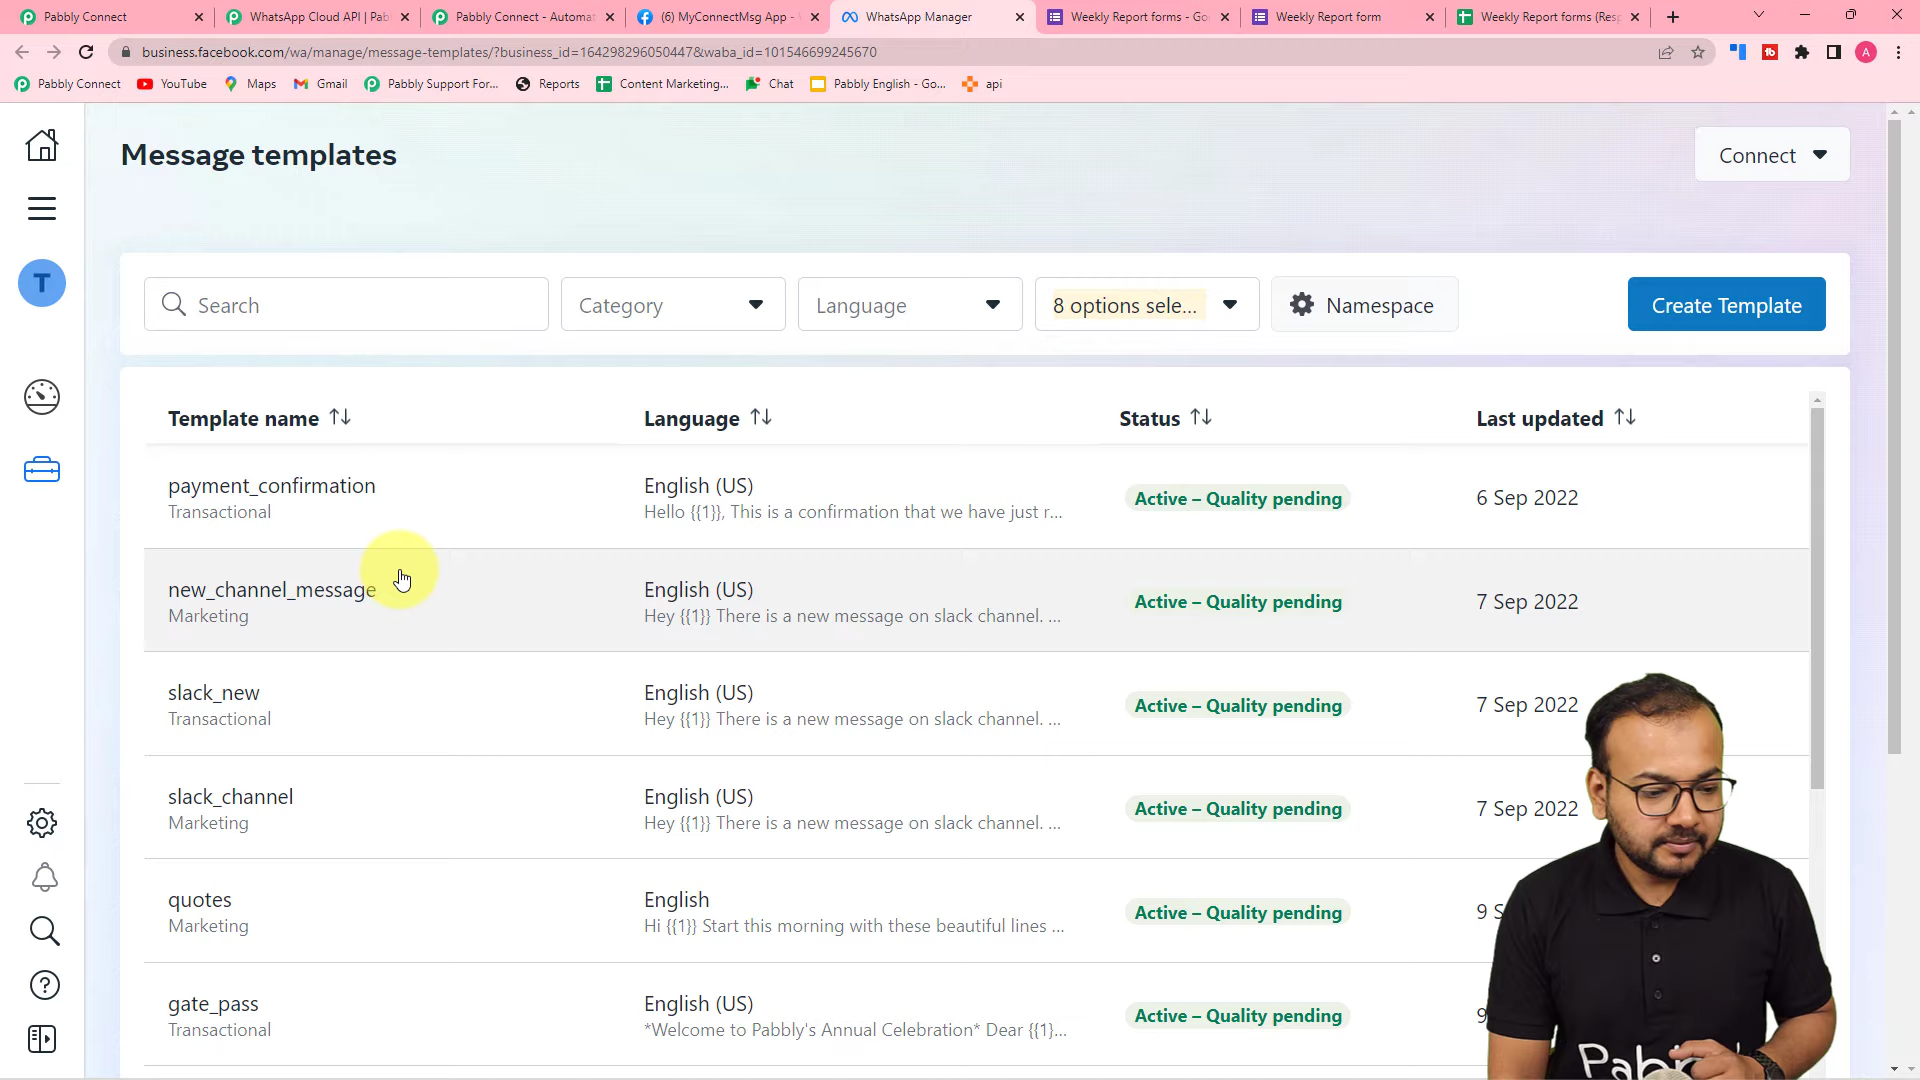 Pabbly Connect
WhatsApp Cloud API | Pab
Pabbly Connect - Automat
(6) MyConnectMsg App -
WhatsApp Manager
Weekly Report forms - Go
Weekly Report form
Weekly Report forms (Resp
business.facebook.com/wa/manage/message-templates/?business_id=164298296050447&waba_id=101546699245670
A
Pabbly Connect
YouTube
Maps
Gmail
Pabbly Support For...
Reports
Content Marketing...
Chat
Pabbly English - Go...
api
Message templates
Connect
T
Search
Category
Language
8 options sele...
Namespace
Create Template
Template name
Language
Status
Last updated
payment_confirmation
Transactional
English (US)
Hello {{1}}, This is a confirmation that we have just r...
Active – Quality pending
6 Sep 2022
new_channel_message
Marketing
English (US)
Hey {{1}} There is a new message on slack channel. ...
Active – Quality pending
7 Sep 2022
slack_new
Transactional
English (US)
Hey {{1}} There is a new message on slack channel. ...
Active – Quality pending
7 Sep 2022
slack_channel
Marketing
English (US)
Hey {{1}} There is a new message on slack channel. ...
Active – Quality pending
7 Sep 2022
quotes
Marketing
English
Hi {{1}} Start this morning with these beautiful lines ...
Active – Quality pending
9 S
gate_pass
Transactional
English (US)
*Welcome to Pabbly's Annual Celebration* Dear {{1}...
Active – Quality pending
9